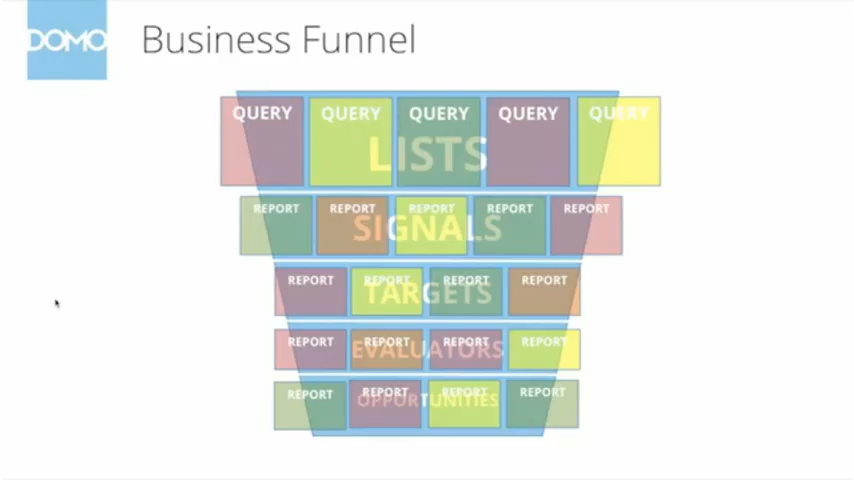 DOMO
Business Funnel
QUERY QUERY QUERY QUERY QUERY
LISTS
REPORT REPORT REPORT REPORT REPORT
SIGNALS
REPORT REPORT REPORT REPORT
TARGETS
REPORT REPORT REPORT REPORT
EVALUATORS
REPORT REPORT REPORT REPORT
OPPORTUNITIES